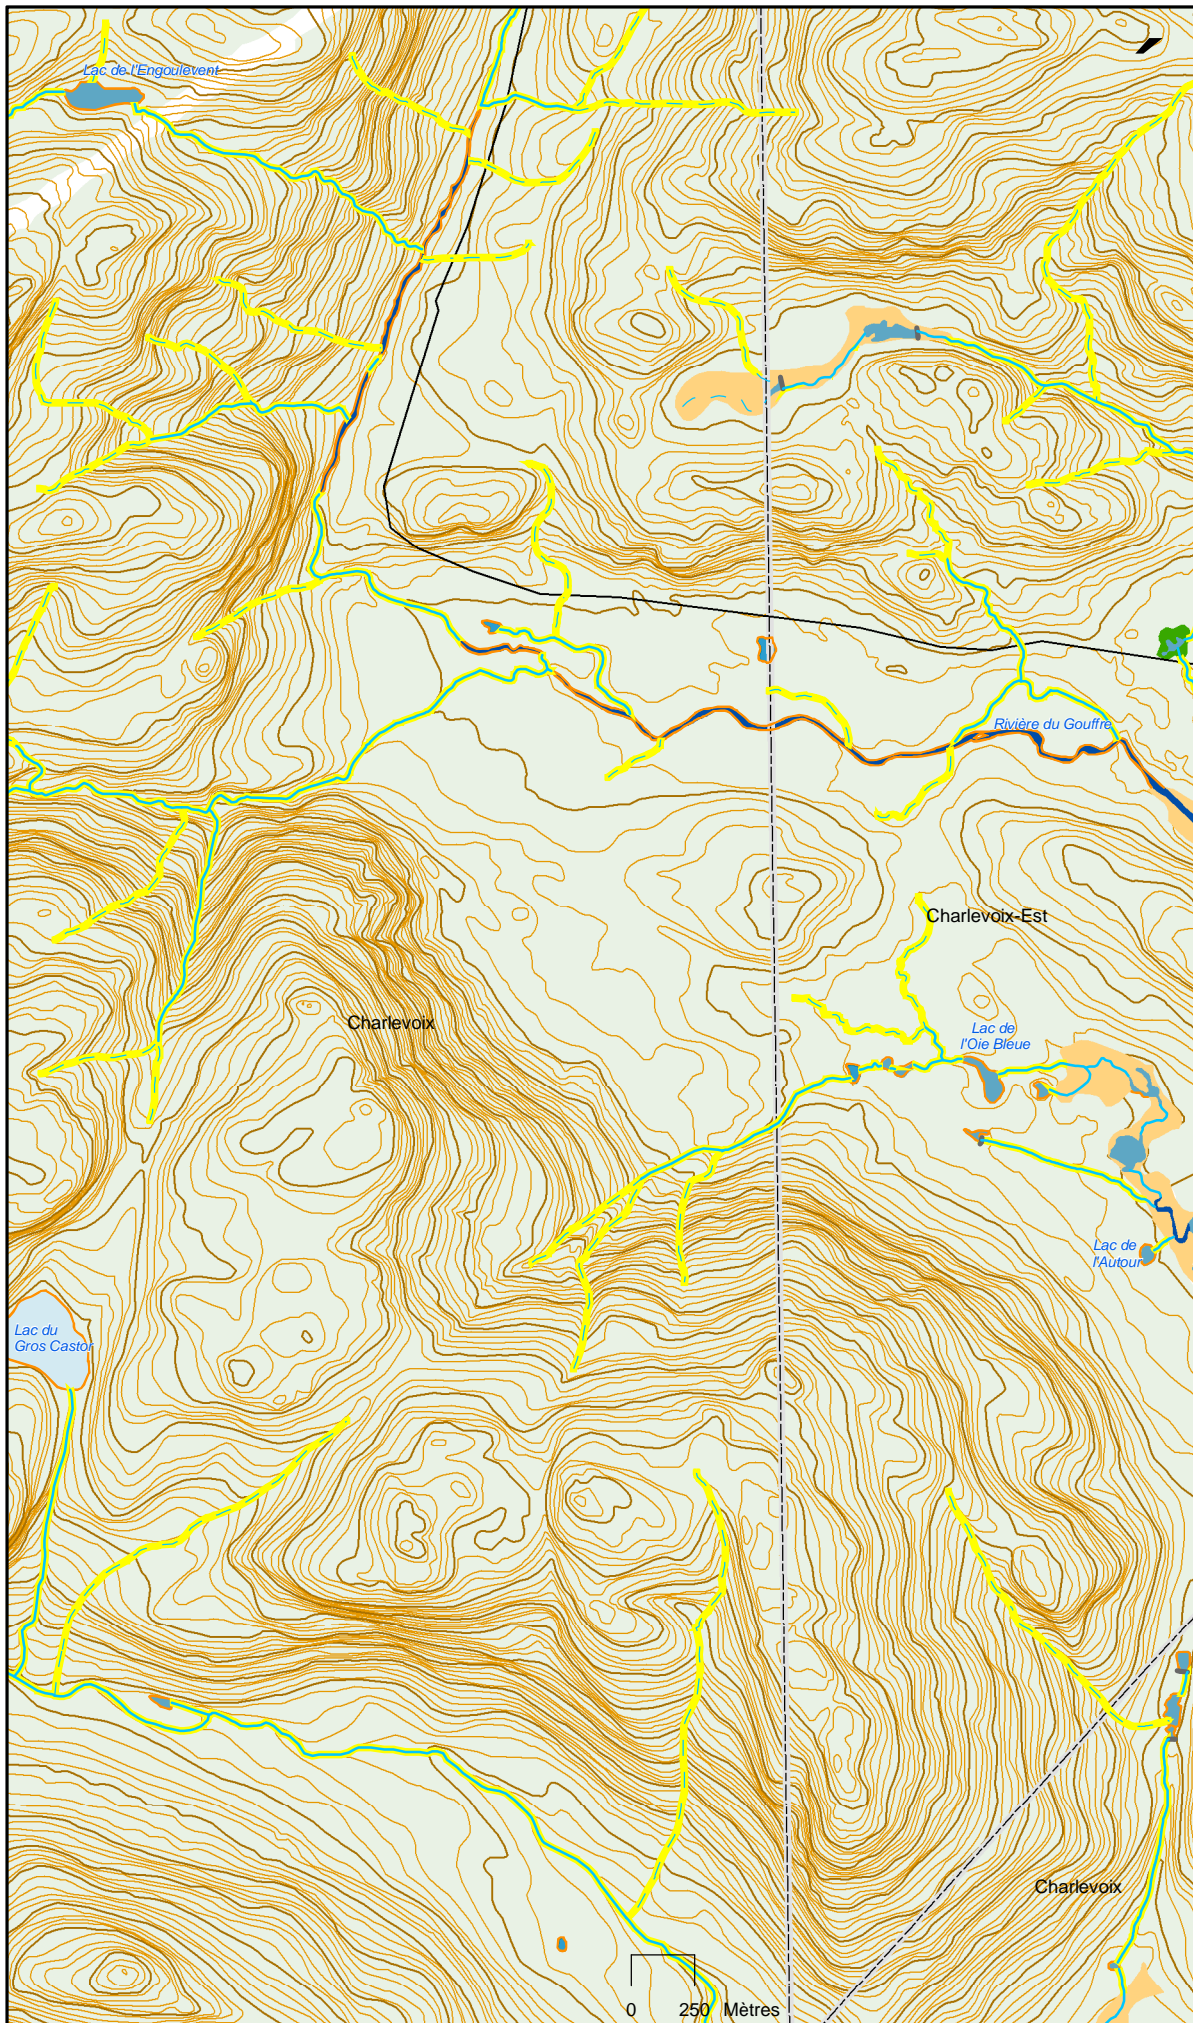 Lac de l'Engoulevent
Rivière du Gouffre
Charlevoix-Est
Charlevoix
Lac de
l'Oie Bleue
Lac de
l'Autour
Lac du
Gros Castor
Charlevoix
0 250 Mètres